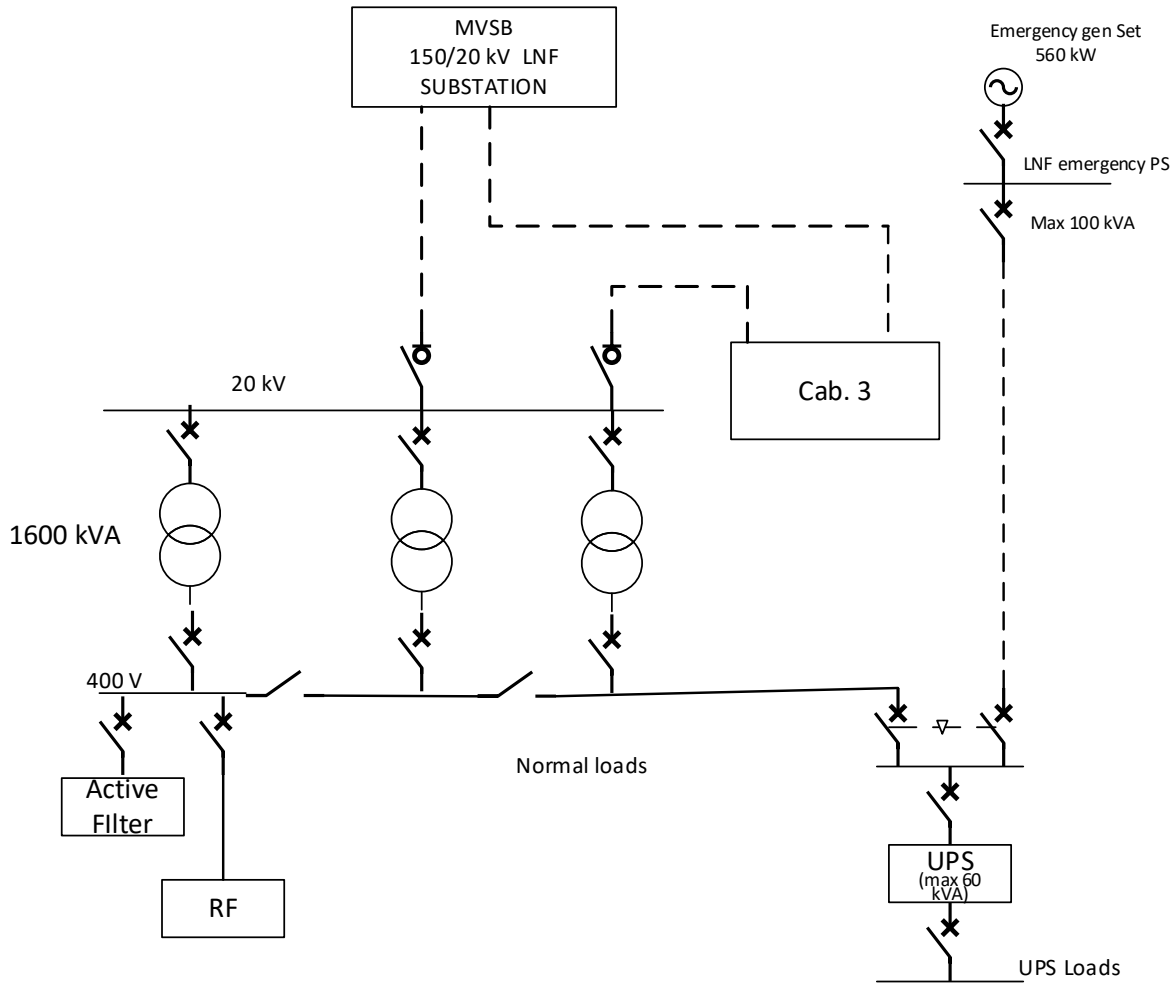 MVSB
150/20 kV LNF
SUBSTATION
Emergency gen Set
560 kW
LNF emergency PS
Max 100 kVA
20 kV
Cab. 3
1600 kVA
400 V
Normal loads
Active
FIlter
RF
UPS
(max 60
kVA)
UPS Loads